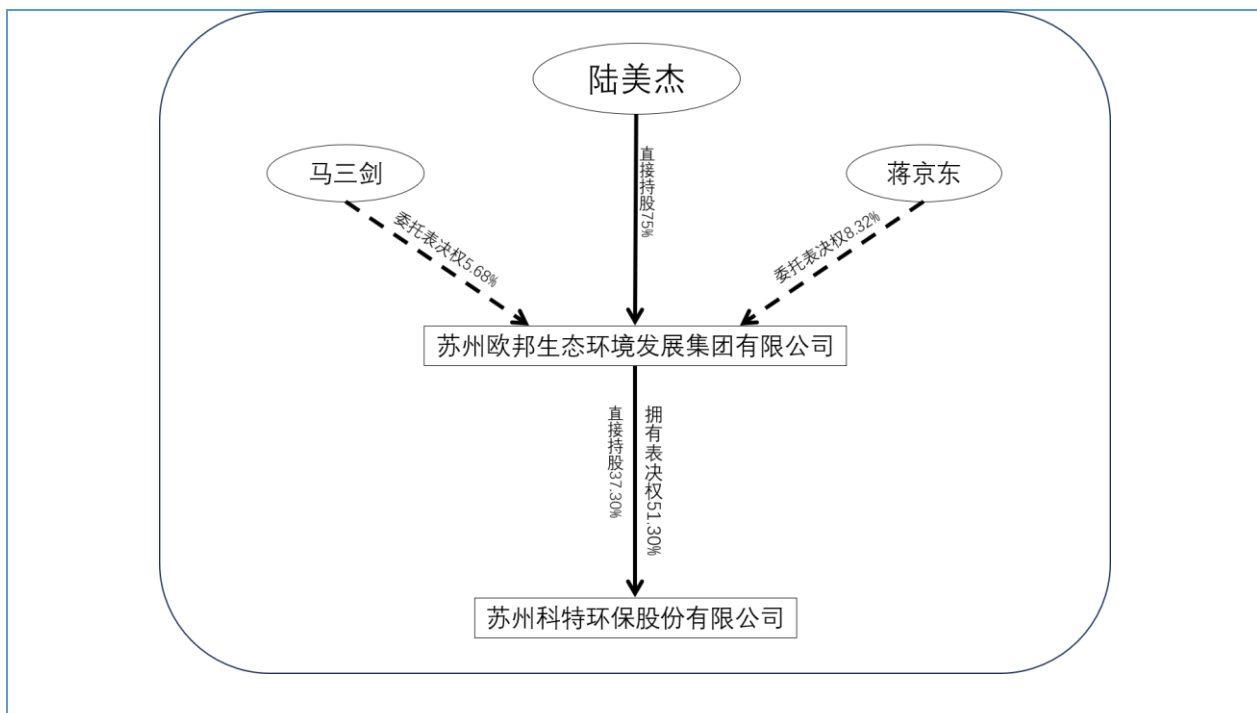 陆美杰
马三剑
直接持股75%
蒋京东
委托表决权5.68%
委托表决权8.32%
苏州欧邦生态环境发展集团有限公司
直接持股37.30%
拥有表决权51.30%
苏州科特环保股份有限公司